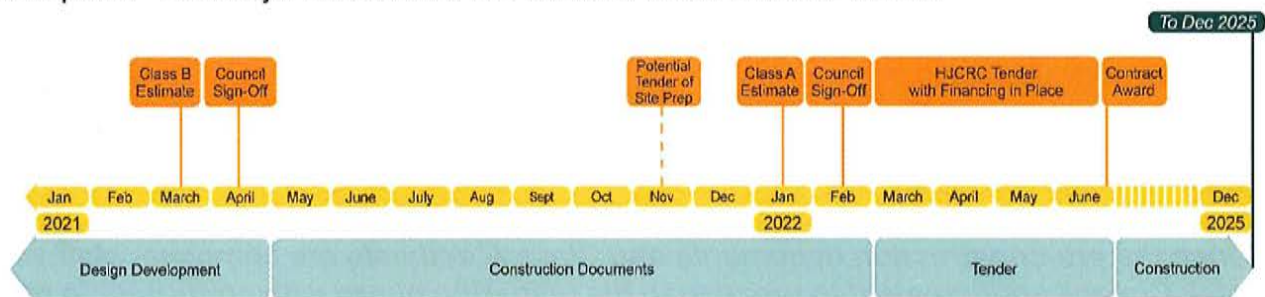 To Dec 2025
Class B
Estimate
Council
Sign-Off
Potential
Tender of
Site Prep
Class A
Estimate
Council
Sign-Off
HJCRC Tender
with Financing in Place
Contract
Award
Jan Feb March April May June July Aug Sept Oct Nov Dec Jan Feb March April May June Dec
2021 2022 2025
Design Development Construction Documents Tender Construction